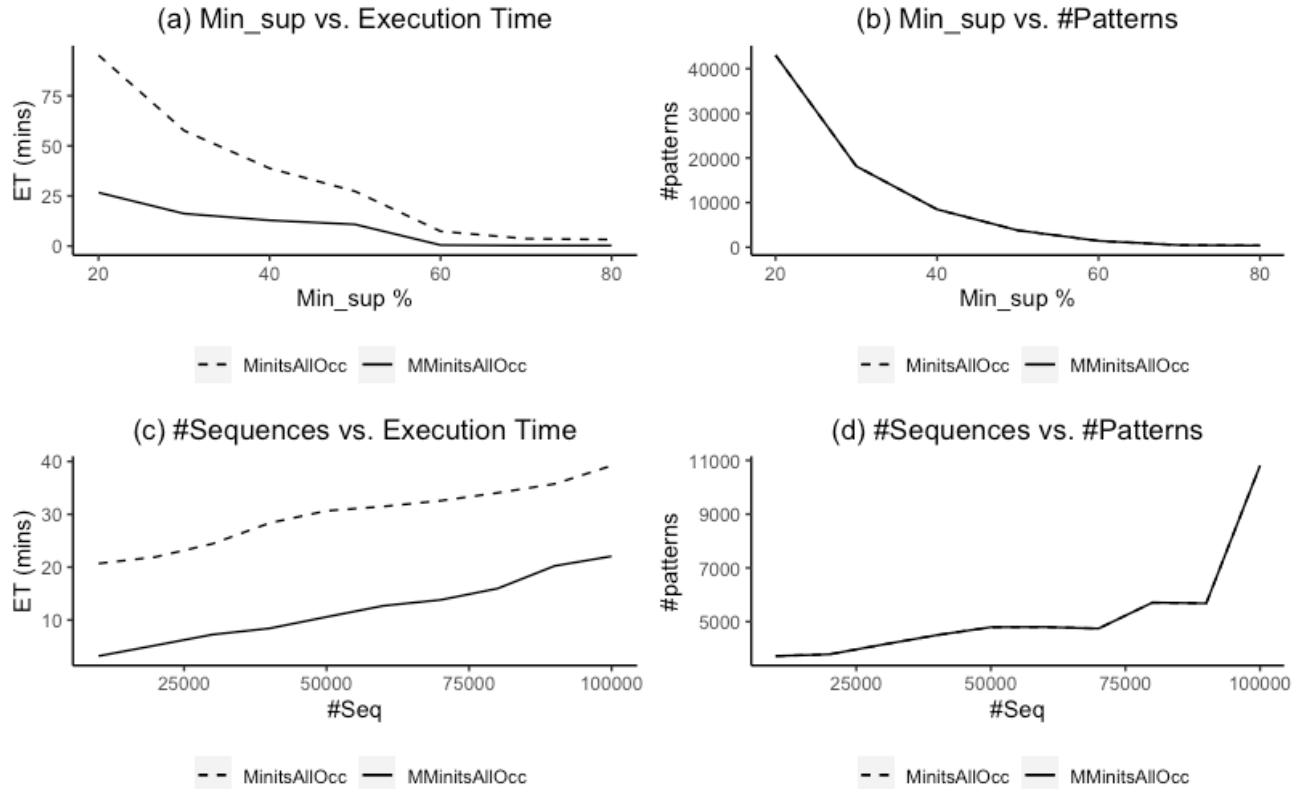 (a) Min_sup vs. Execution Time
ET (mins)
75
50
25
0
20 40 60 80
Min_sup %
MinitsAllOcc MMinitsAllOcc
(b) Min_sup vs. #Patterns
#patterns
40000
30000
20000
10000
0
20 40 60 80
Min_sup %
MinitsAllOcc MMinitsAllOcc
(c) #Sequences vs. Execution Time
ET (mins)
40
30
20
10
25000 50000 75000 100000
#Seq
MinitsAllOcc MMinitsAllOcc
(d) #Sequences vs. #Patterns
#patterns
11000
9000
7000
5000
25000 50000 75000 100000
#Seq
MinitsAllOcc MMinitsAllOcc